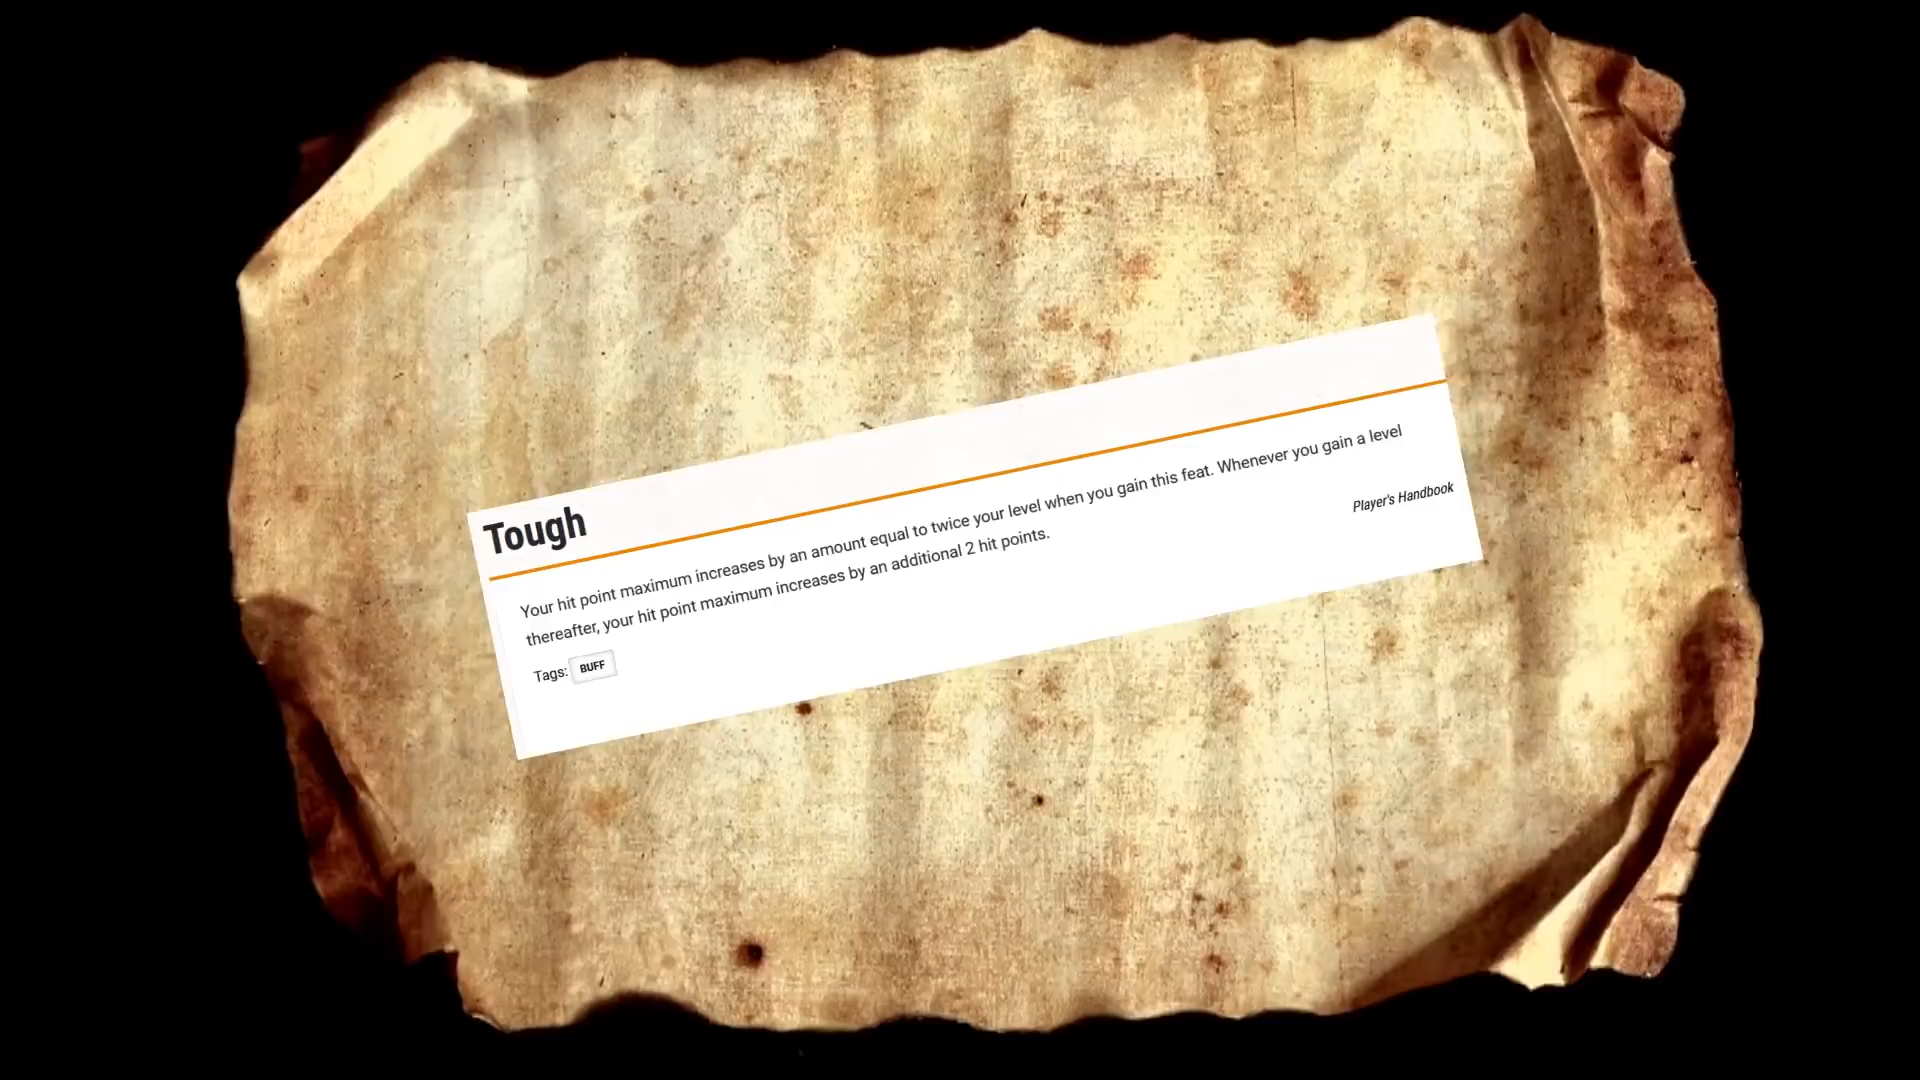 Tough
Your hit point maximum increases by an amount equal to twice your level when you gain this feat. Whenever you gain a level
thereafter, your hit point maximum increases by an additional 2 hit points.
Player's Handbook
Tags: BUFF